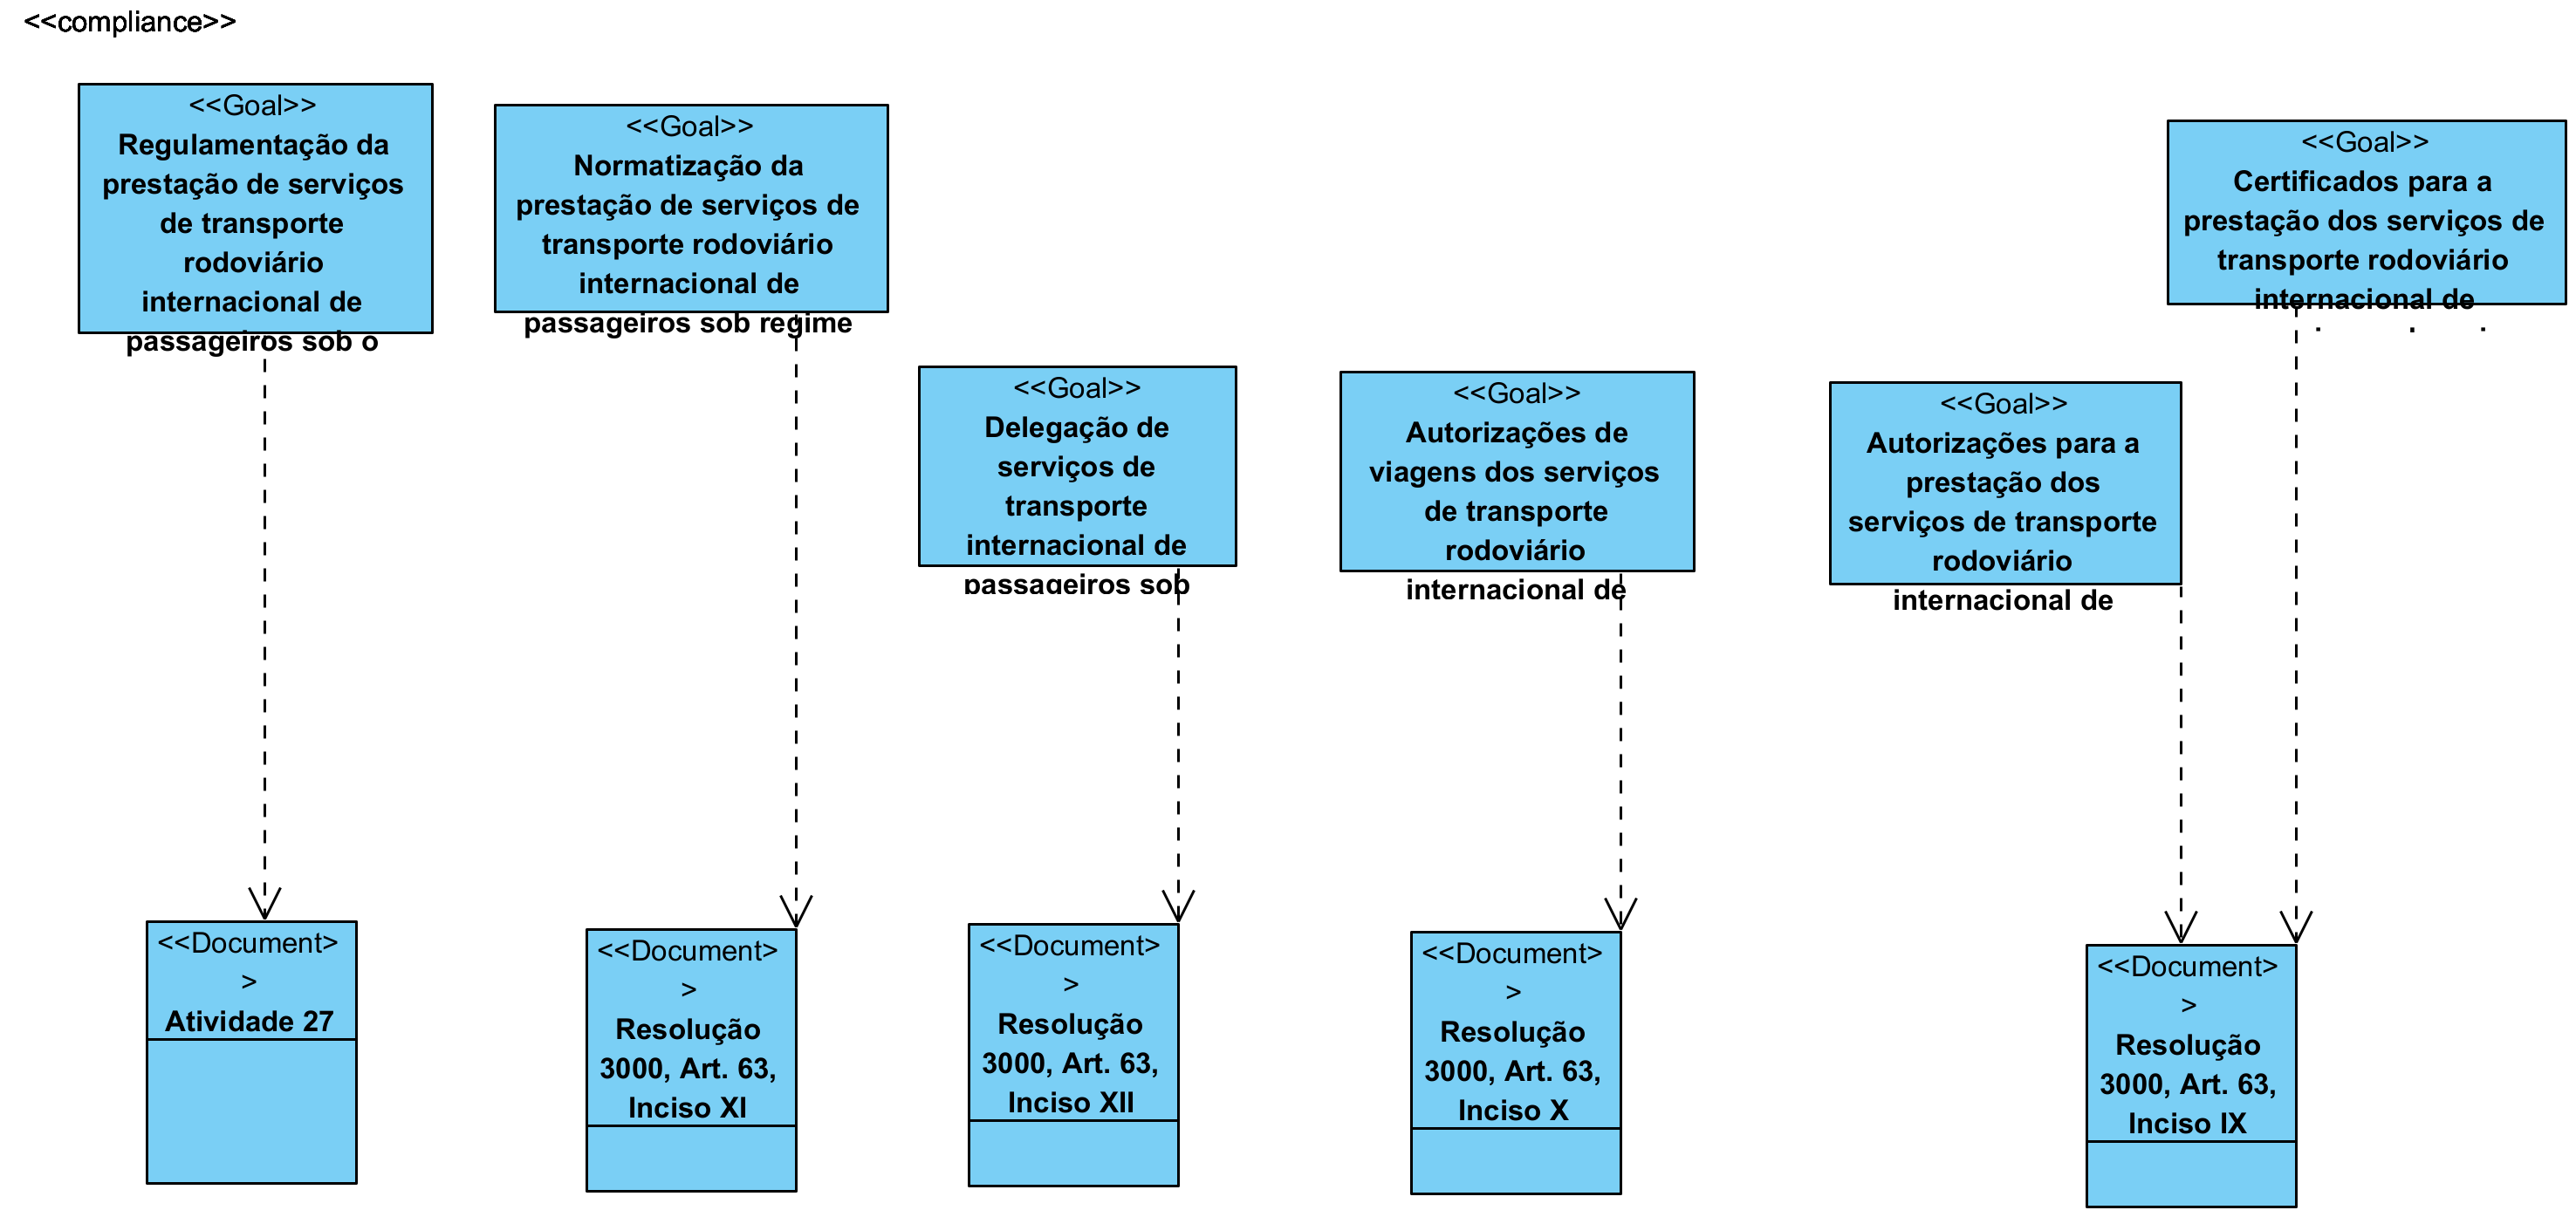 <<compliance>>
<<Goal>>
Regulamentação da
prestação de serviços
de transporte
rodoviário
internacional de
passageiros sob o
<<Goal>>
Normatização da
prestação de serviços de
transporte rodoviário
internacional de
passageiros sob regime
<<Goal>>
Delegação de
serviços de
transporte
internacional de
passageiros sob
<<Goal>>
Autorizações de
viagens dos serviços
de transporte
rodoviário
internacional de
<<Goal>>
Autorizações para a
prestação dos
serviços de transporte
rodoviário
internacional de
<<Goal>>
Certificados para a
prestação dos serviços de
transporte rodoviário
internacional de
<<Document>
>
Atividade 27
<<Document>
>
Resolução
3000, Art. 63,
Inciso XI
<<Document>
>
Resolução
3000, Art. 63,
Inciso XII
<<Document>
>
Resolução
3000, Art. 63,
Inciso X
<<Document>
>
Resolução
3000, Art. 63,
Inciso IX